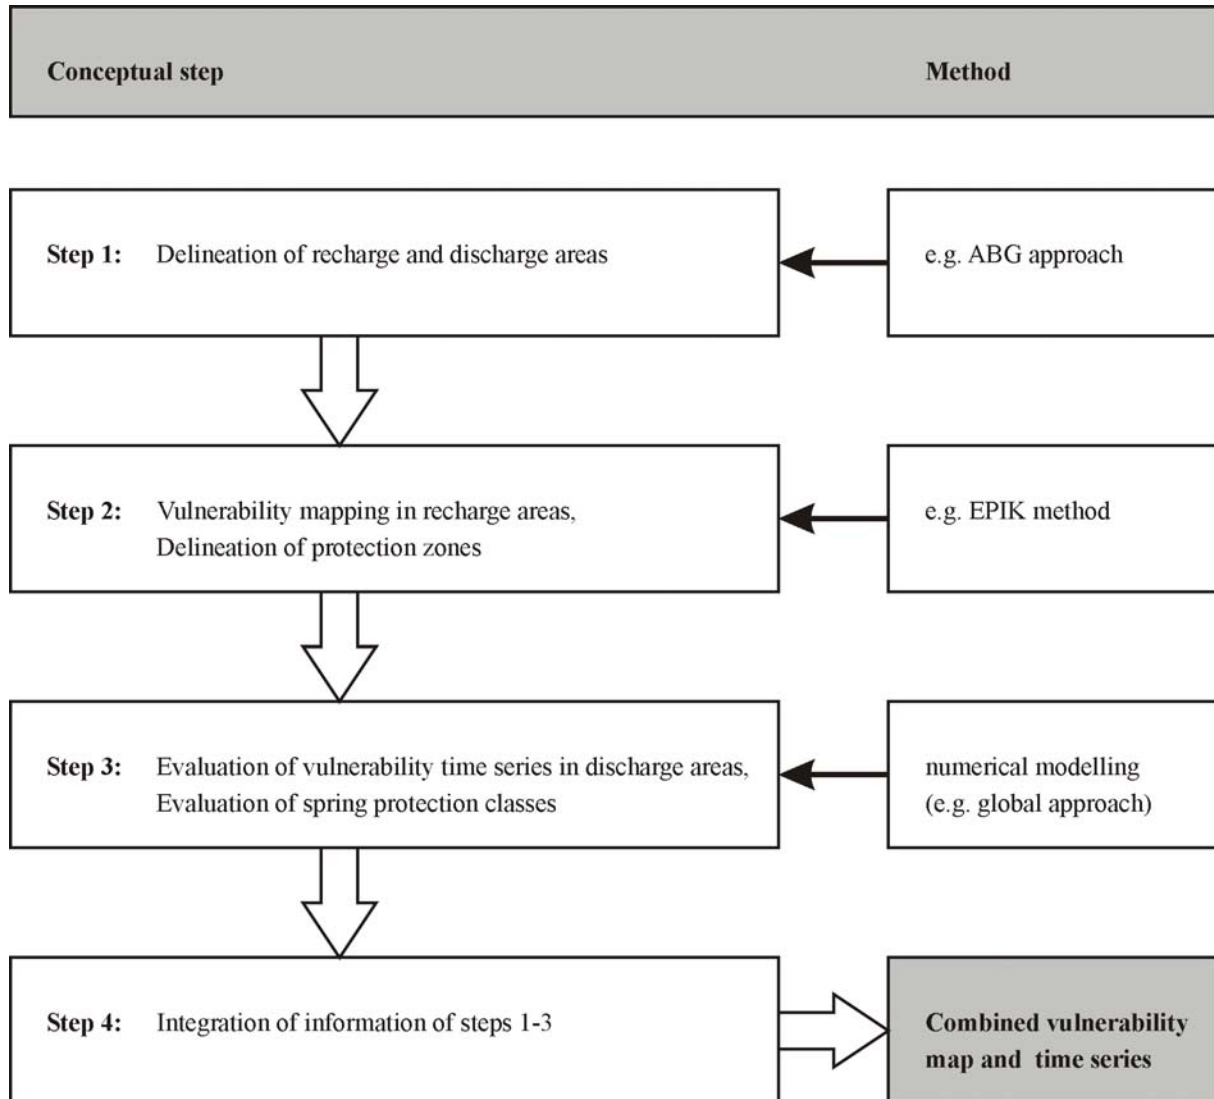 Conceptual step Method
Step 1: Delineation of recharge and discharge areas
e.g. ABG approach
Step 2: Vulnerability mapping in recharge areas,
Delineation of protection zones
e.g. EPIK method
Step 3: Evaluation of vulnerability time series in discharge areas,
Evaluation of spring protection classes
numerical modelling
(e.g. global approach)
Step 4: Integration of information of steps 1-3
Combined vulnerability
map and time series